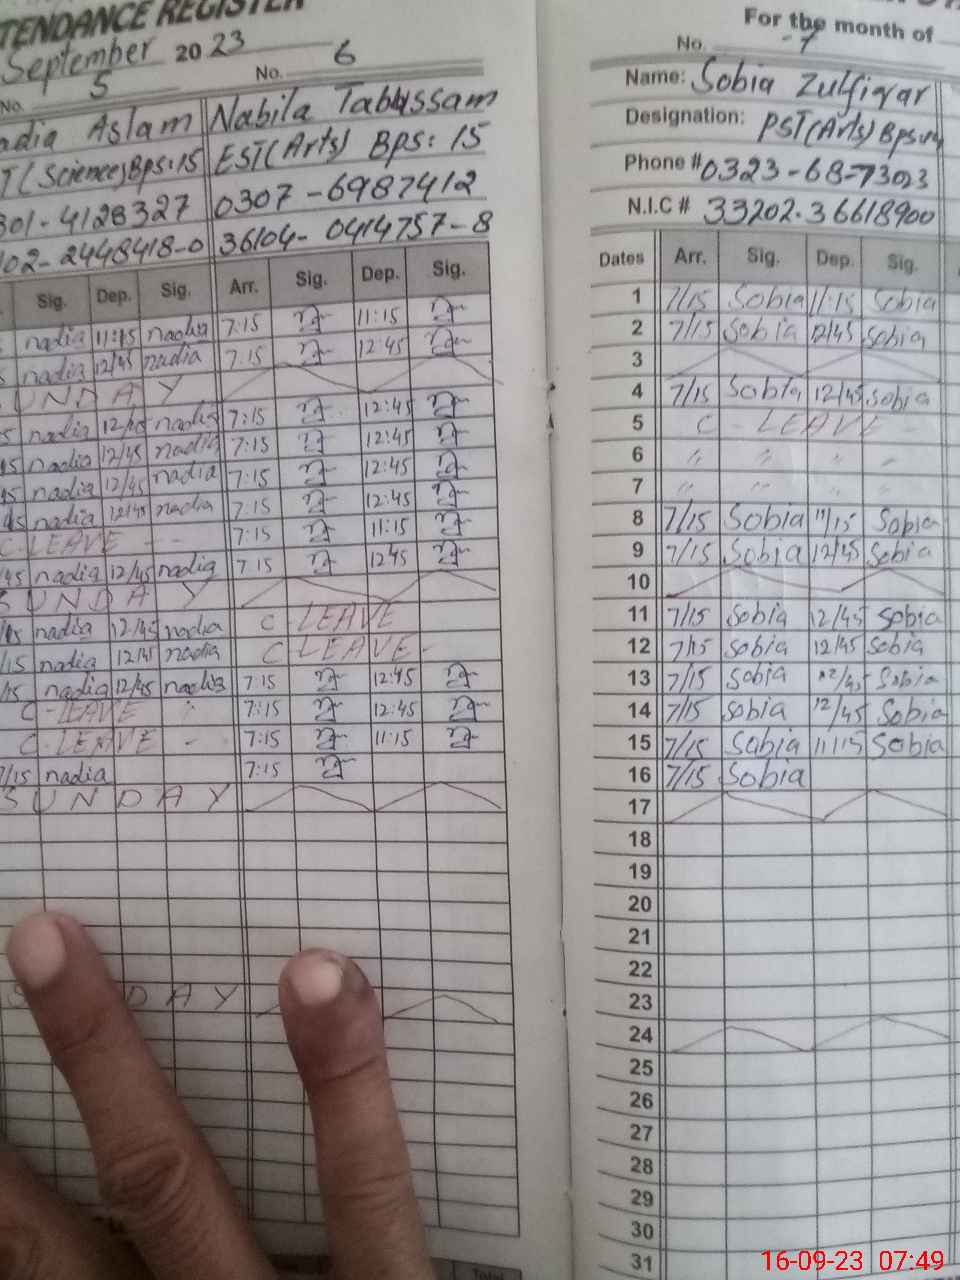 TENDANCE REGISTER
September 2023
No. 5 No. 6
adia Aslam Nabila Tabassam
T (Science) Bps:15 EST(Arts) Bps: 15
301-4128327 0307-6987412
102-2448418-0 36104-0414757-8
Sig. Dep. Sig. Arr. Sig. Dep. Sig.
nadia 11:15 nadia 7:15 11:15
nadia 12/45 nadia 7:15 12:45
SUNDAY
nadia 12/45 nadia 7:15 12:45
45 nadia 12/45 nadia 7:15 12:45
45 nadia 12/45 nadia 7:15 12:45
45 nadia 12/45 nadia 7:15 12:45
C-LEAVE -- 7:15 11:15
45 nadia 12/45 nadia 7 15 1245
SUNDAY
nadia 12/45 nadia C LEAVE
/15 nadia 12/45 nadia C LEAVE-
/15 nadia 12/45 nadia 7:15 12:45
C-LEAVE 7:15 12:45
C-LEAVE - 7:15 11:15
7/15 nadia 7:15
SUNDAY
S DAY
For the month of
No. -7
Name: Sobia Zulfiqar
Designation: PST(Arts) Bps
Phone # 0323-68-73023
N.I.C # 33202.36618900
Dates Arr. Sig. Dep. Sig.
1 7/15 Sobia 11:15 Sobia
2 7/15 Sobia 12/45 Sobia
3
4 7/15 Sobia 12/45 Sobia
5 C - LEAVE -
6 " " " "
7 " " " "
8 7/15 Sobia 11/15 Sobia
9 7/15 Sobia 12/45 Sobia
10
11 7/15 Sobia 12/45 Sobia
12 7/15 Sobia 12/45 Sobia
13 7/15 Sobia 12/45 Sobia
14 7/15 Sobia 12/45 Sobia
15 7/15 Sobia 11/15 Sobia
16 7/15 Sobia
17
18
19
20
21
22
23
24
25
26
27
28
29
30
31
Total
16-09-23 07:49